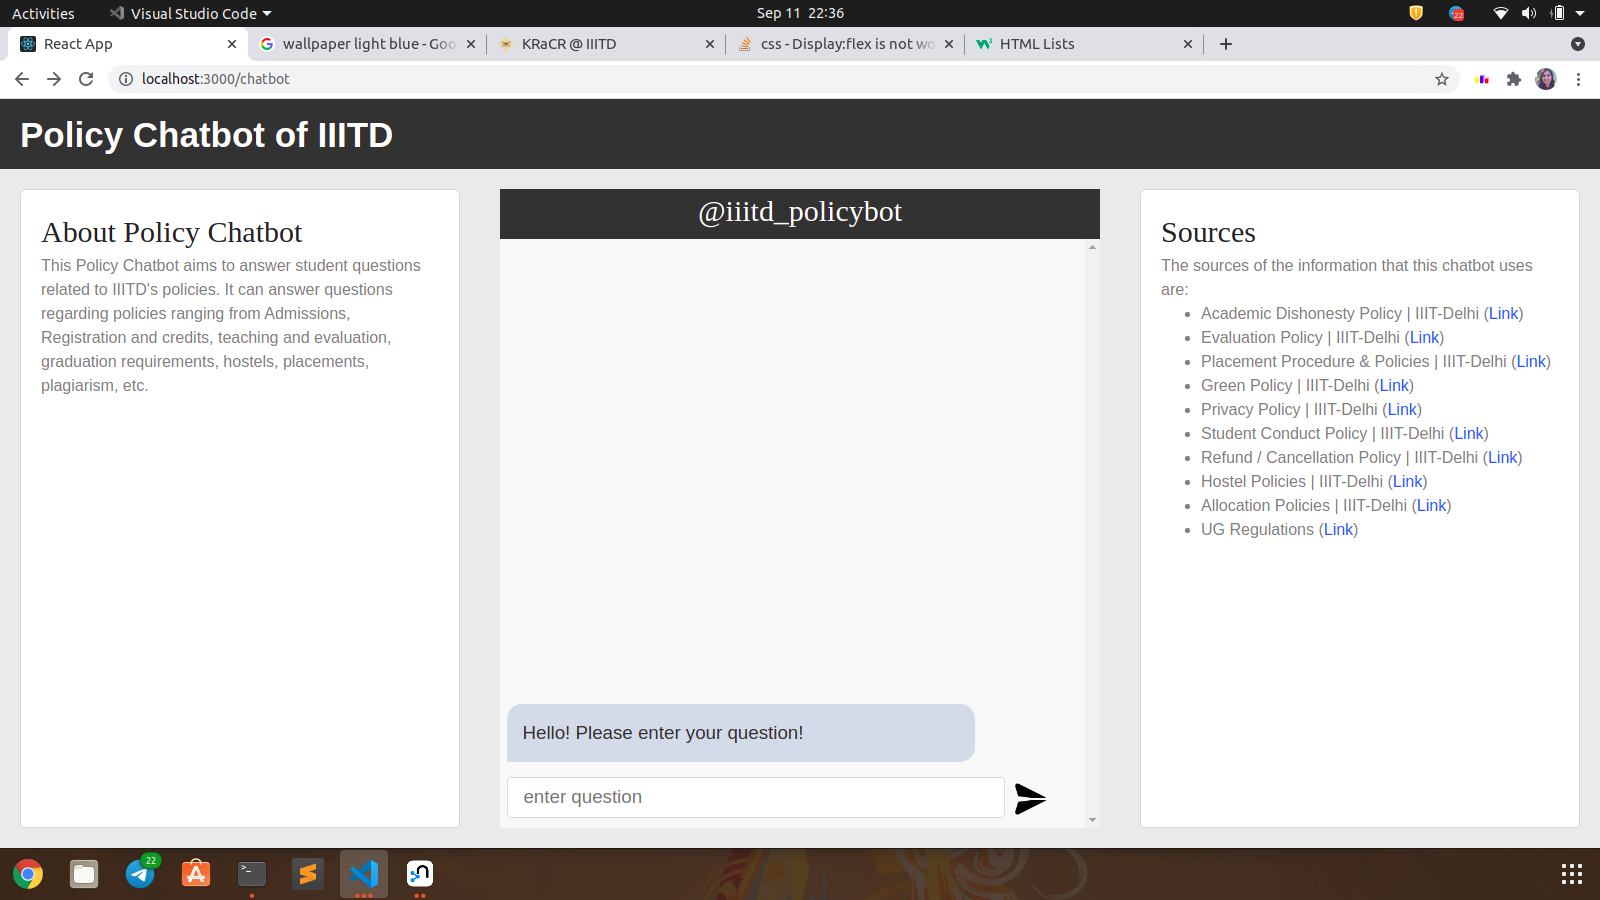 Activities Visual Studio Code Sep 11 22:36 22
React App wallpaper light blue - Goo KRaCR @ IIITD css - Display:flex is not wo HTML Lists
localhost:3000/chatbot
Policy Chatbot of IIITD
About Policy Chatbot
This Policy Chatbot aims to answer student questions
related to IIITD's policies. It can answer questions
regarding policies ranging from Admissions,
Registration and credits, teaching and evaluation,
graduation requirements, hostels, placements,
plagiarism, etc.
@iiitd_policybot
Hello! Please enter your question!
enter question
Sources
The sources of the information that this chatbot uses
are:
Academic Dishonesty Policy | IIIT-Delhi (Link)
Evaluation Policy | IIIT-Delhi (Link)
Placement Procedure & Policies | IIIT-Delhi (Link)
Green Policy | IIIT-Delhi (Link)
Privacy Policy | IIIT-Delhi (Link)
Student Conduct Policy | IIIT-Delhi (Link)
Refund / Cancellation Policy | IIIT-Delhi (Link)
Hostel Policies | IIIT-Delhi (Link)
Allocation Policies | IIIT-Delhi (Link)
UG Regulations (Link)
22